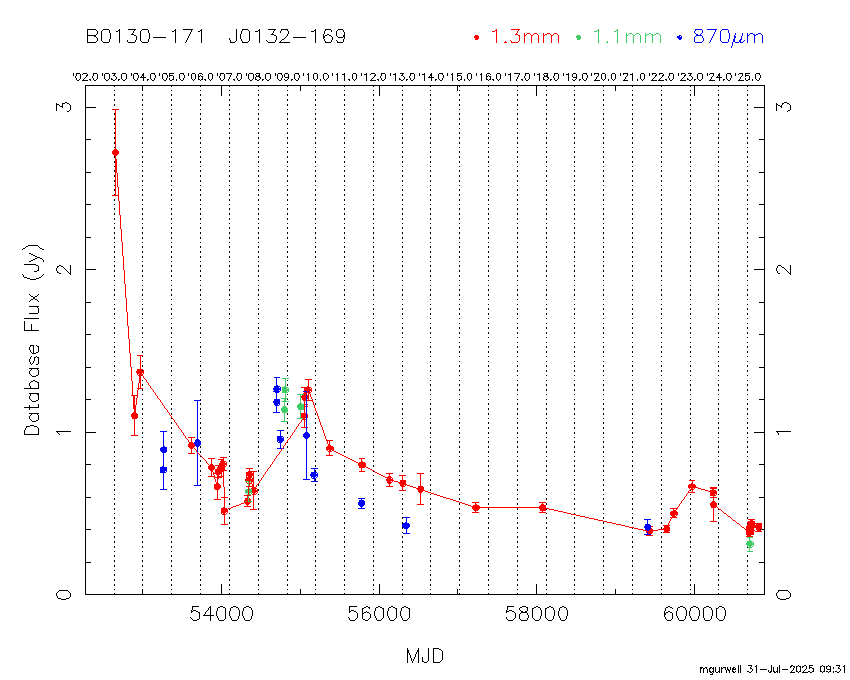 B0130-171 J0132-169 1.3mm 1.1mm 870μm
'02.0 '03.0 '04.0 '05.0 '06.0 '07.0 '08.0 '09.0 '10.0 '11.0 '12.0 '13.0 '14.0 '15.0 '16.0 '17.0 '18.0 '19.0 '20.0 '21.0 '22.0 '23.0 '24.0 '25.0
3 3
2 2
1 1
0 0
Database Flux (Jy)
54000 56000 58000 60000
MJD
mgurwell 31-Jul-2025 09:31